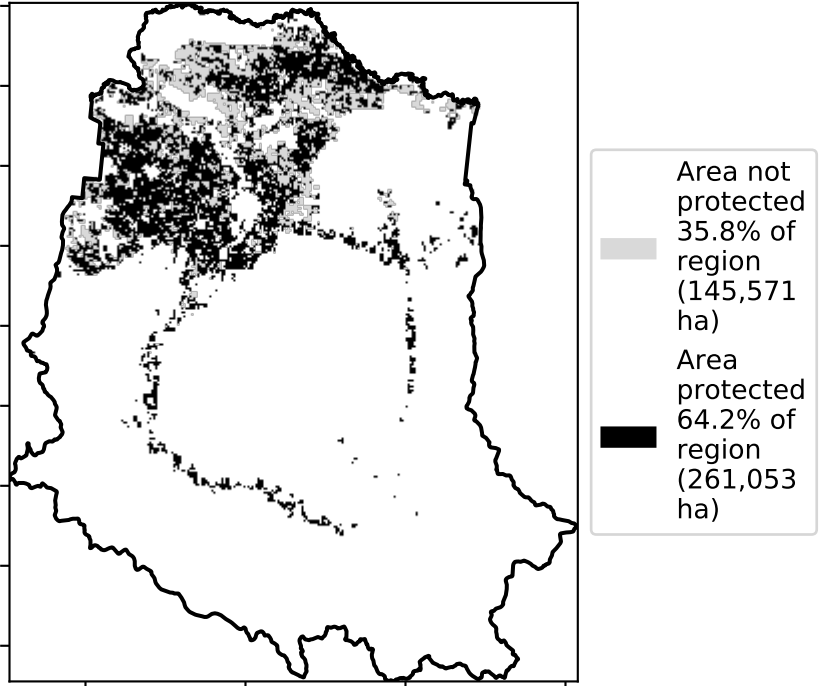 Area not
protected
35.8% of
region
(145,571
ha)
Area
protected
64.2% of
region
(261,053
ha)